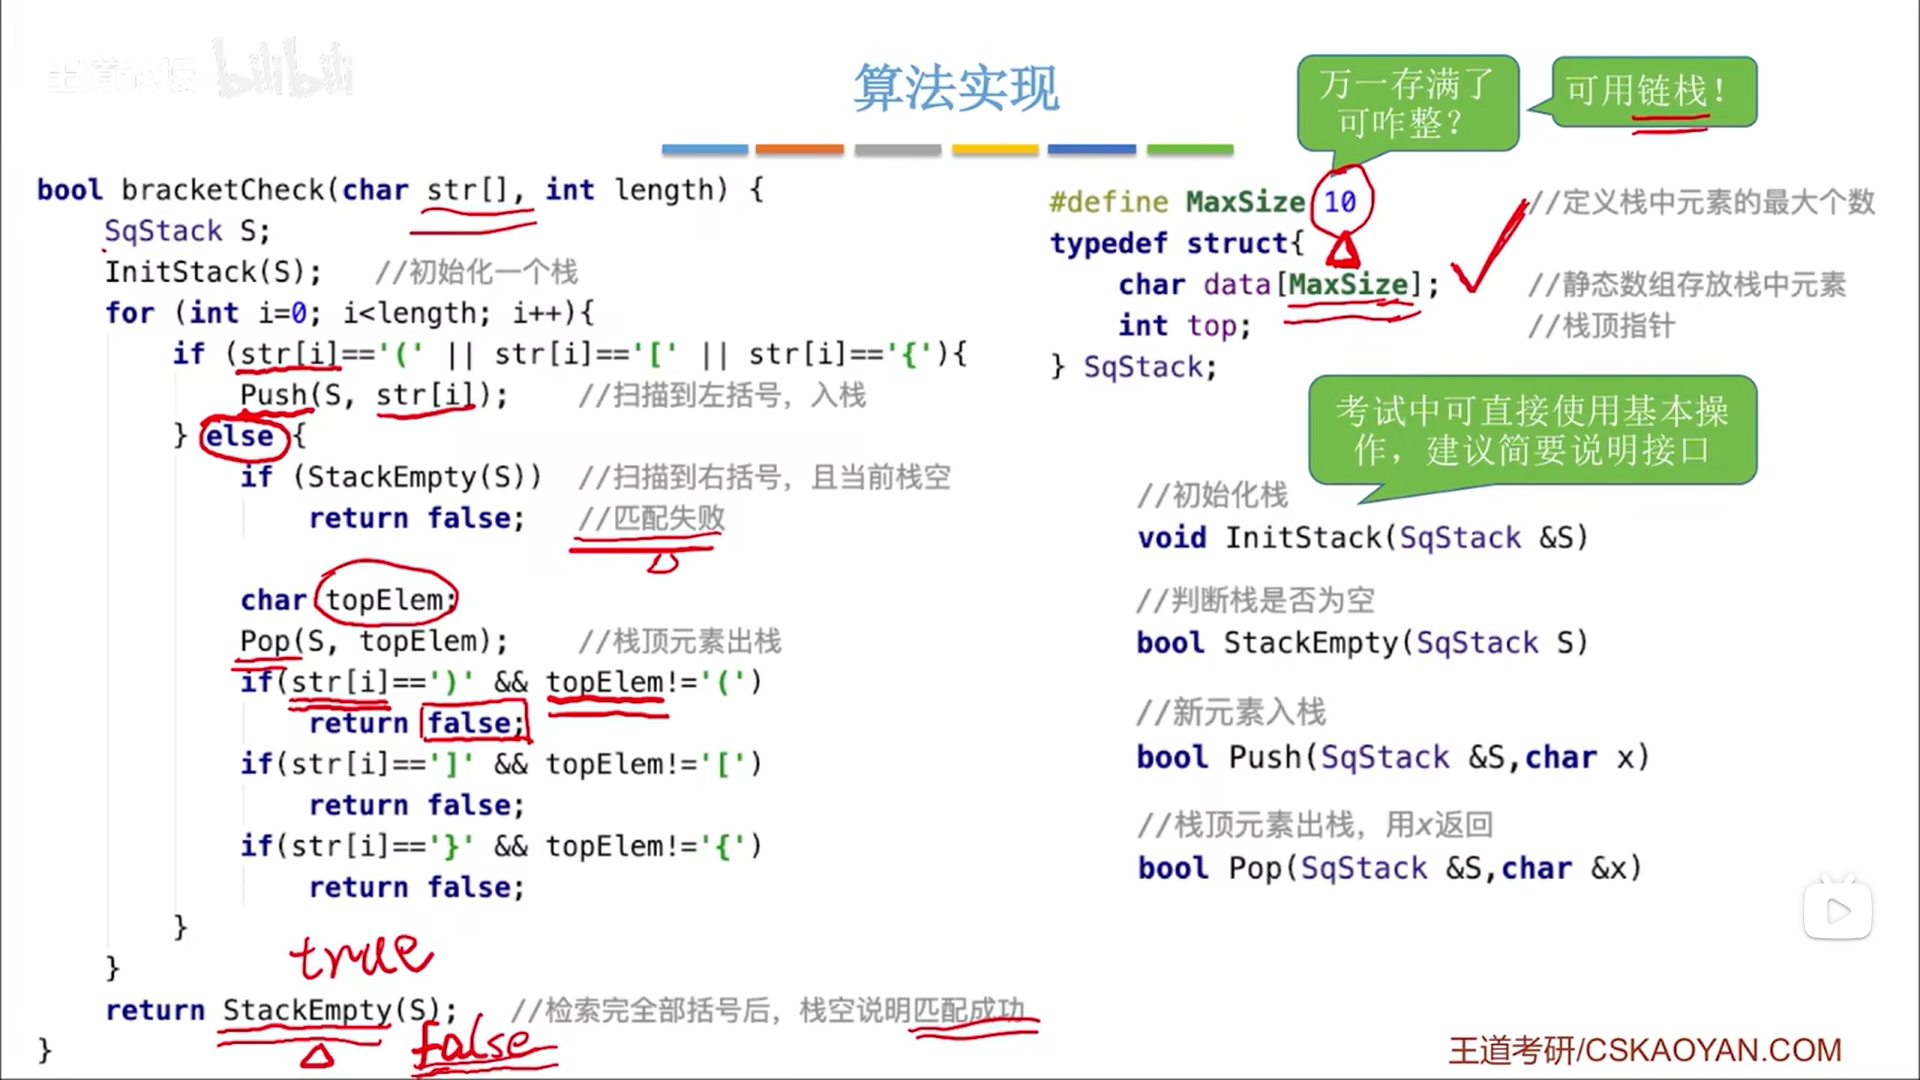 王道论坛 bilibili
算法实现
万一存满了
可咋整？
可用链栈！
bool bracketCheck(char str[], int length) {
SqStack S;
InitStack(S); //初始化一个栈
for (int i=0; i<length; i++){
if (str[i]=='(' || str[i]=='[' || str[i]=='{'){
Push(S, str[i]); //扫描到左括号，入栈
} else {
if (StackEmpty(S)) //扫描到右括号，且当前栈空
return false; //匹配失败
char topElem;
Pop(S, topElem); //栈顶元素出栈
if(str[i]==')' && topElem!='(')
return false;
if(str[i]==']' && topElem!='[')
return false;
if(str[i]=='}' && topElem!='{')
return false;
}
}
true
return StackEmpty(S); //检索完全部括号后，栈空说明匹配成功
false
}
#define MaxSize 10 //定义栈中元素的最大个数
typedef struct{
char data[MaxSize]; //静态数组存放栈中元素
int top; //栈顶指针
} SqStack;
考试中可直接使用基本操
作，建议简要说明接口
//初始化栈
void InitStack(SqStack &S)
//判断栈是否为空
bool StackEmpty(SqStack S)
//新元素入栈
bool Push(SqStack &S,char x)
//栈顶元素出栈，用x返回
bool Pop(SqStack &S,char &x)
王道考研/CSKAOYAN.COM